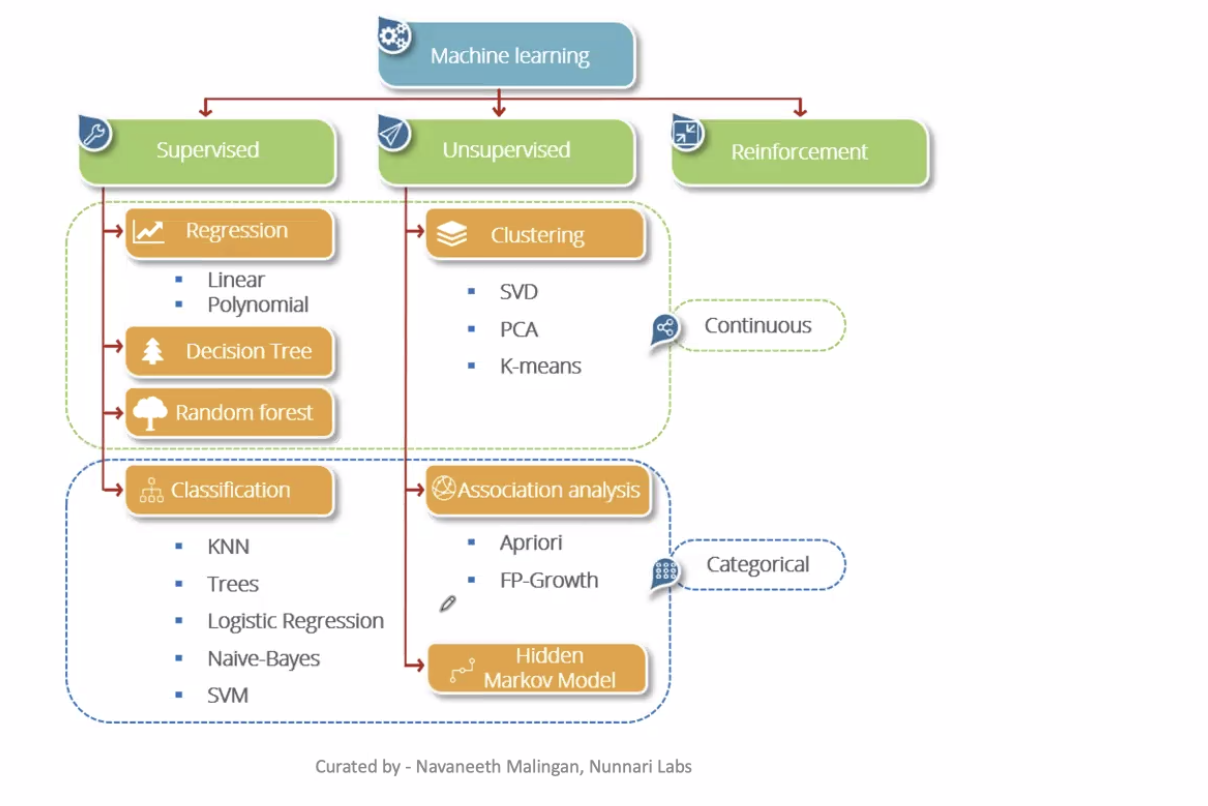 Machine learning
Supervised
Unsupervised
Reinforcement
Regression
Linear
Polynomial
Decision Tree
Random forest
Clustering
SVD
PCA
K-means
Continuous
Classification
KNN
Trees
Logistic Regression
Naive-Bayes
SVM
Association analysis
Apriori
FP-Growth
Hidden
Markov Model
Categorical
Curated by - Navaneeth Malingan, Nunnari Labs